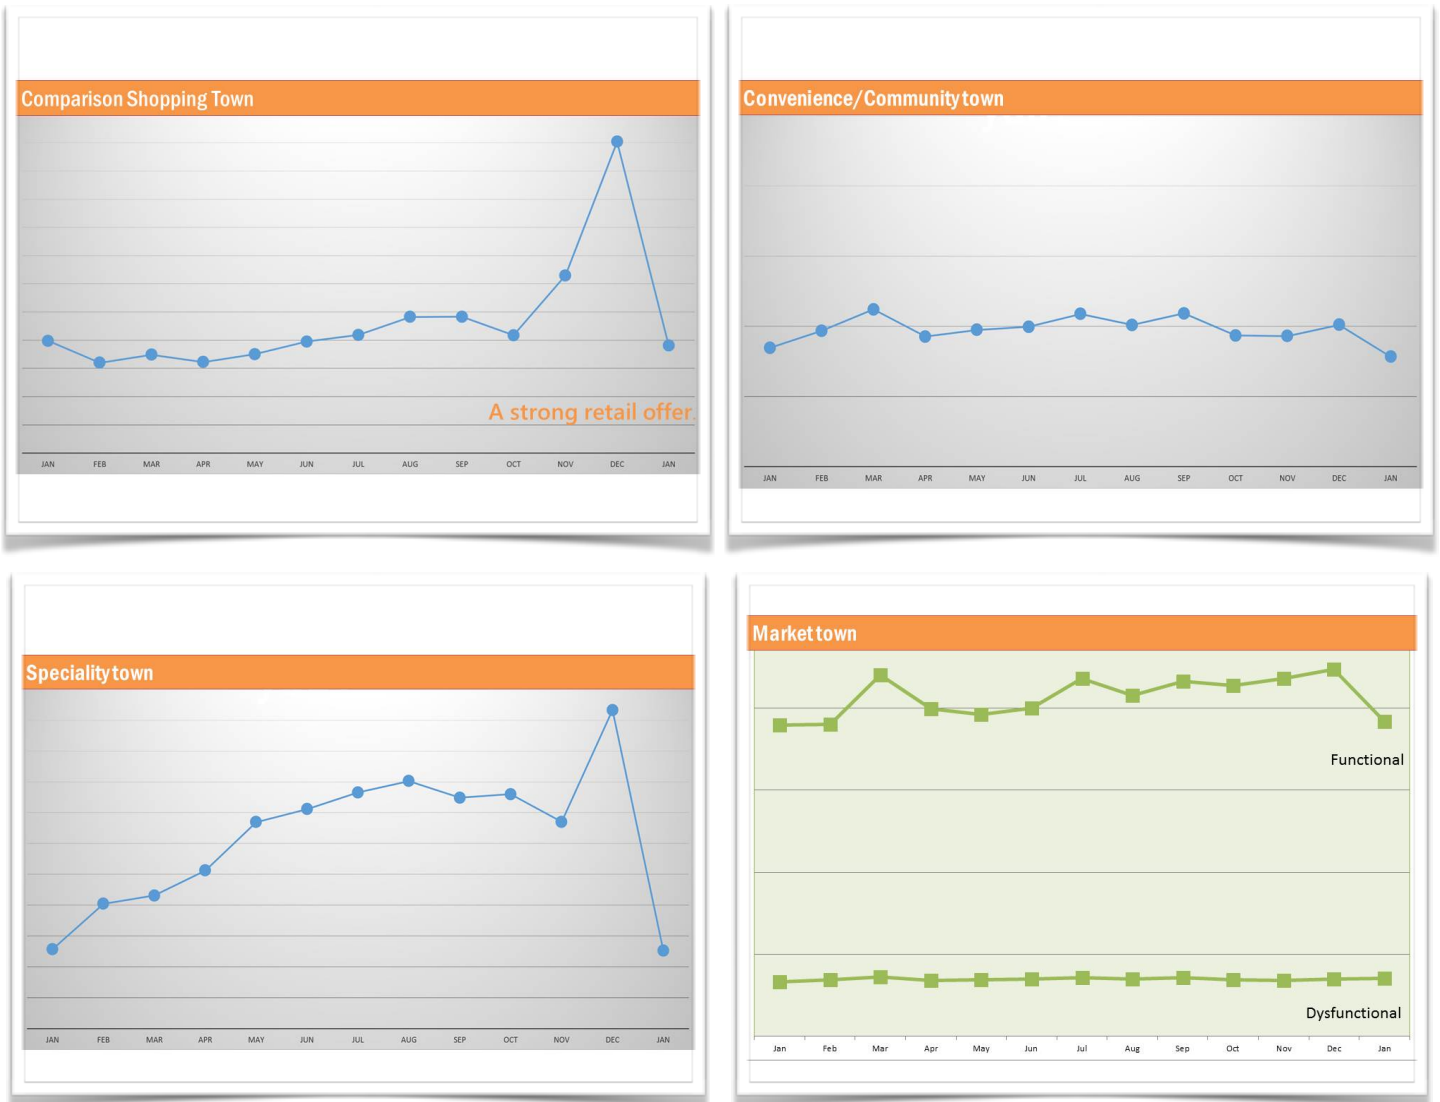 Comparison Shopping Town
A strong retail offer.
JAN FEB MAR APR MAY JUN JUL AUG SEP OCT NOV DEC JAN
Convenience/Community town
JAN FEB MAR APR MAY JUN JUL AUG SEP OCT NOV DEC JAN
Speciality town
JAN FEB MAR APR MAY JUN JUL AUG SEP OCT NOV DEC JAN
Market town
Functional
Dysfunctional
Jan Feb Mar Apr May Jun Jul Aug Sep Oct Nov Dec Jan